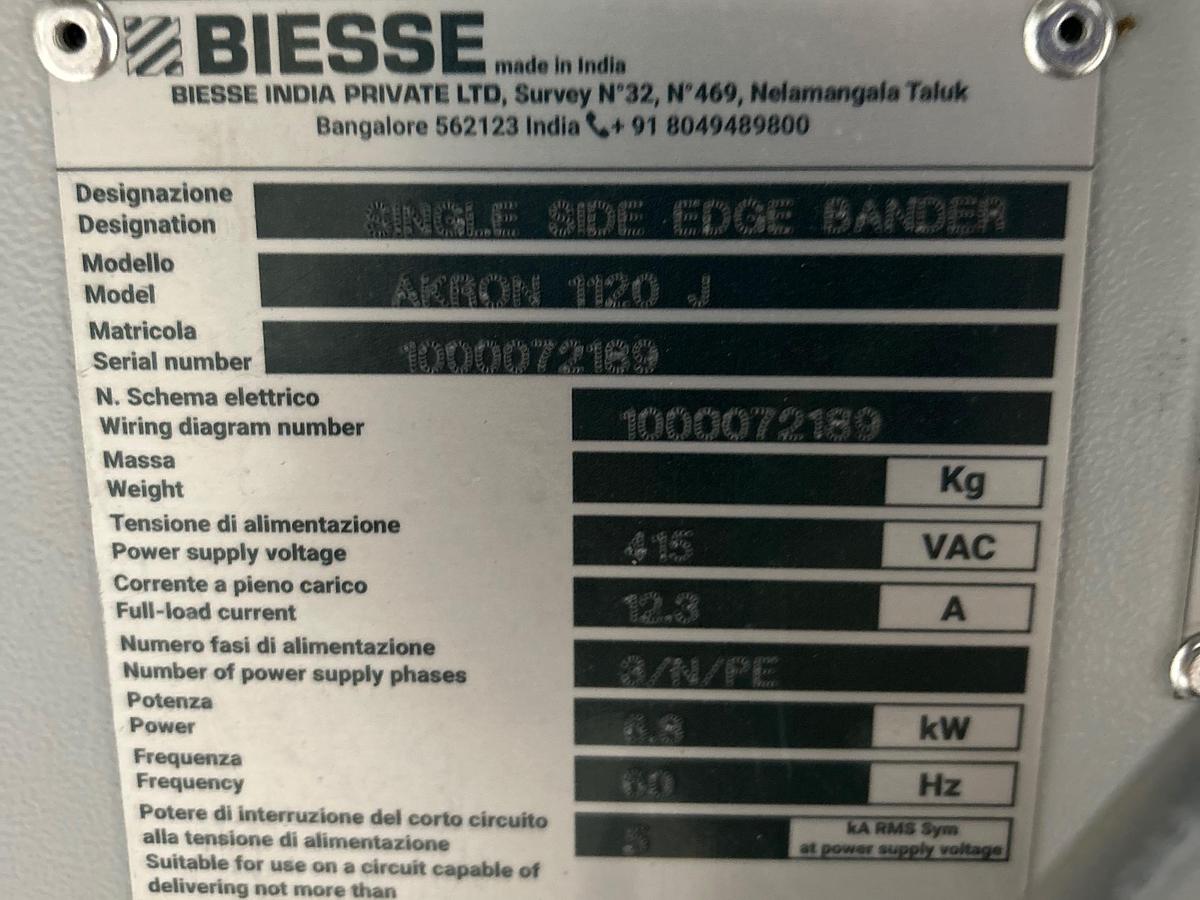 BIESSE made in India
BIESSE INDIA PRIVATE LTD, Survey N°32, N°469, Nelamangala Taluk
Bangalore 562123 India + 91 8049489800
Designazione
Designation
SINGLE SIDE EDGE BANDER
Modello
Model
AKRON 1120 J
Matricola
Serial number
1000072189
N. Schema elettrico
Wiring diagram number
1000072189
Massa
Weight
Kg
Tensione di alimentazione
Power supply voltage
415 VAC
Corrente a pieno carico
Full-load current
12.3 A
Numero fasi di alimentazione
Number of power supply phases
3/N/PE
Potenza
Power
kW
Frequenza
Frequency
Hz
Potere di interruzione del corto circuito
alla tensione di alimentazione
Suitable for use on a circuit capable of
delivering not more than
5
kA RMS Sym
at power supply voltage